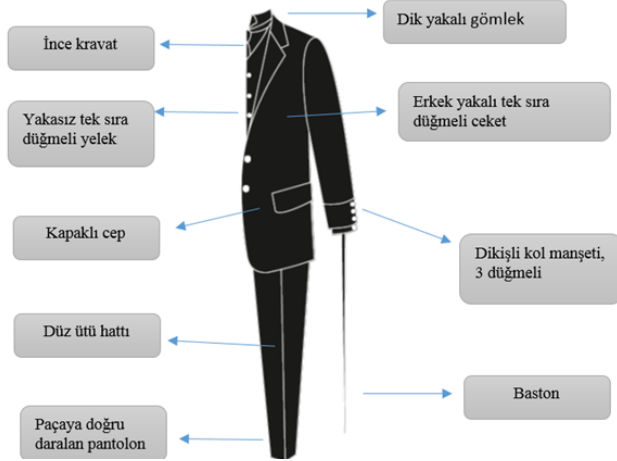 Dik yakalı gömlek
İnce kravat
Yakasız tek sıra
düğmeli yelek
Erkek yakalı tek sıra
düğmeli ceket
Kapaklı cep
Dikişli kol manşeti,
3 düğmeli
Düz ütü hattı
Baston
Paçaya doğru
daralan pantolon